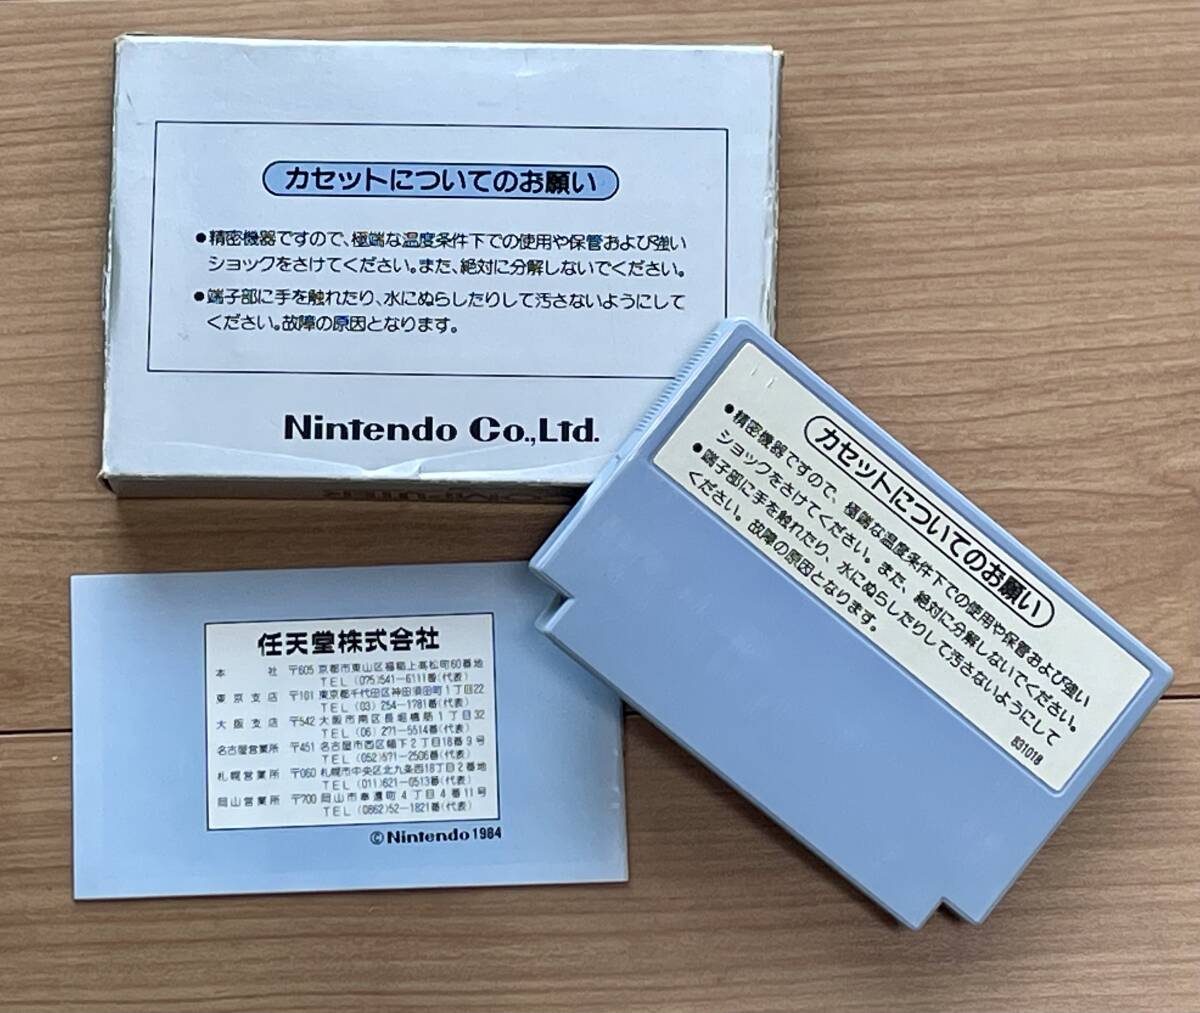 カセットについてのお願い
●精密機器ですので、極端な温度条件下での使用や保管および強い
ショックをさけてください。また、絶対に分解しないでください。
●端子部に手を触れたり、水にぬらしたりして汚さないようにして
ください。故障の原因となります。
Nintendo Co.,Ltd.
カセットについてのお願い
●精密機器ですので、極端な温度条件下での使用や保管および強い
ショックをさけてください。また、絶対に分解しないでください。
●端子部に手を触れたり、水にぬらしたりして汚さないようにして
ください。故障の原因となります。
831018
任天堂株式会社
本社 〒605 京都市東山区福稲上高松町60番地
TEL (075)541-6111番(代表)
東京支店 〒101 東京都千代田区神田須田町1丁目22
TEL (03) 254-1781番(代表)
大阪支店 〒542 大阪市南区長堀橋筋1丁目32
TEL (06) 271-5514番(代表)
名古屋営業所 〒451 名古屋市西区幅下2丁目18番9号
TEL (052)571-2506番(代表)
札幌営業所 〒060 札幌市中央区北九条西18丁目2番地
TEL (011)621-0513番(代表)
岡山営業所 〒700 岡山市奉還町4丁目4番11号
TEL (0862)52-1821番(代表)
©Nintendo 1984